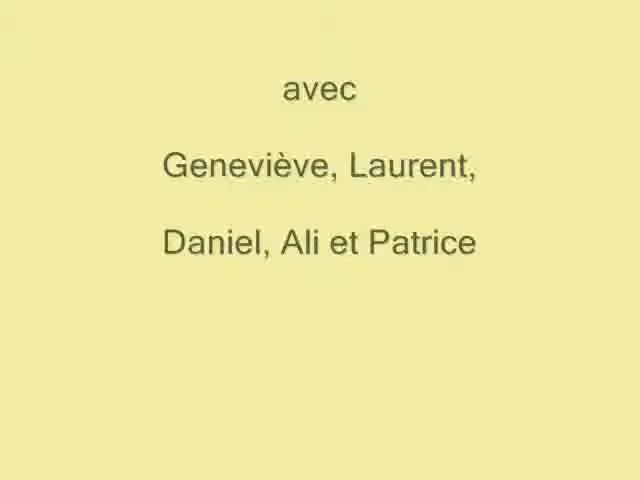 avec
Geneviève, Laurent,
Daniel, Ali et Patrice